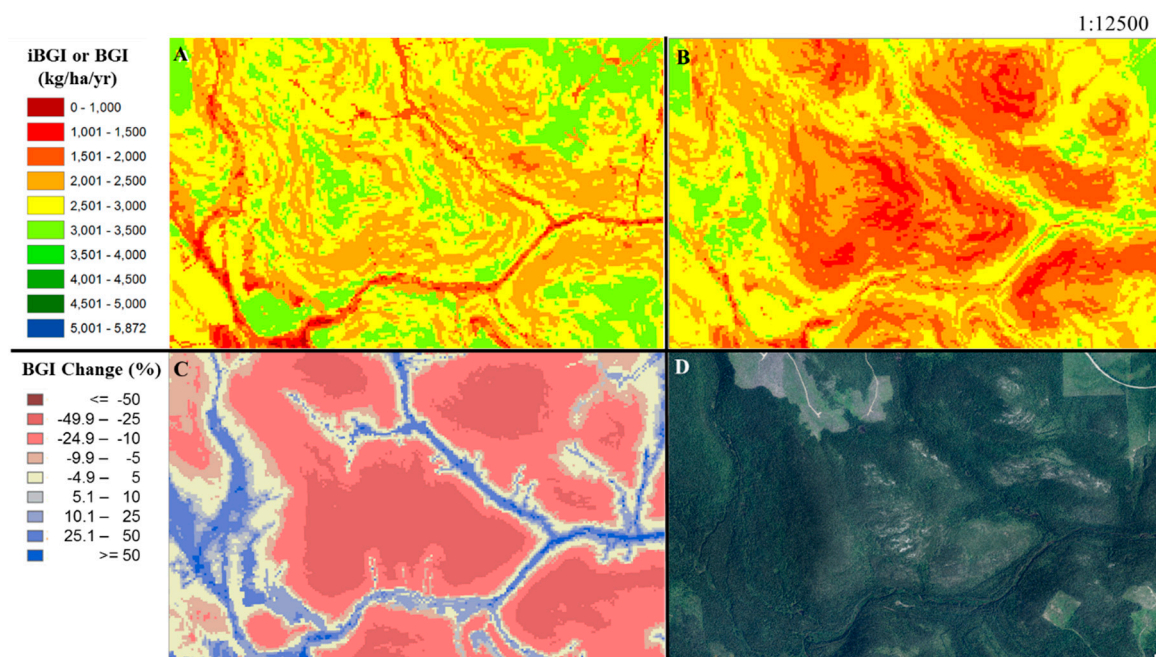 1:12500
iBGI or BGI
(kg/ha/yr)
0 - 1,000
1,001 - 1,500
1,501 - 2,000
2,001 - 2,500
2,501 - 3,000
3,001 - 3,500
3,501 - 4,000
4,001 - 4,500
4,501 - 5,000
5,001 - 5,872
A
B
BGI Change (%)
<= -50
-49.9 – -25
-24.9 – -10
-9.9 – -5
-4.9 – 5
5.1 – 10
10.1 – 25
25.1 – 50
>= 50
C
D